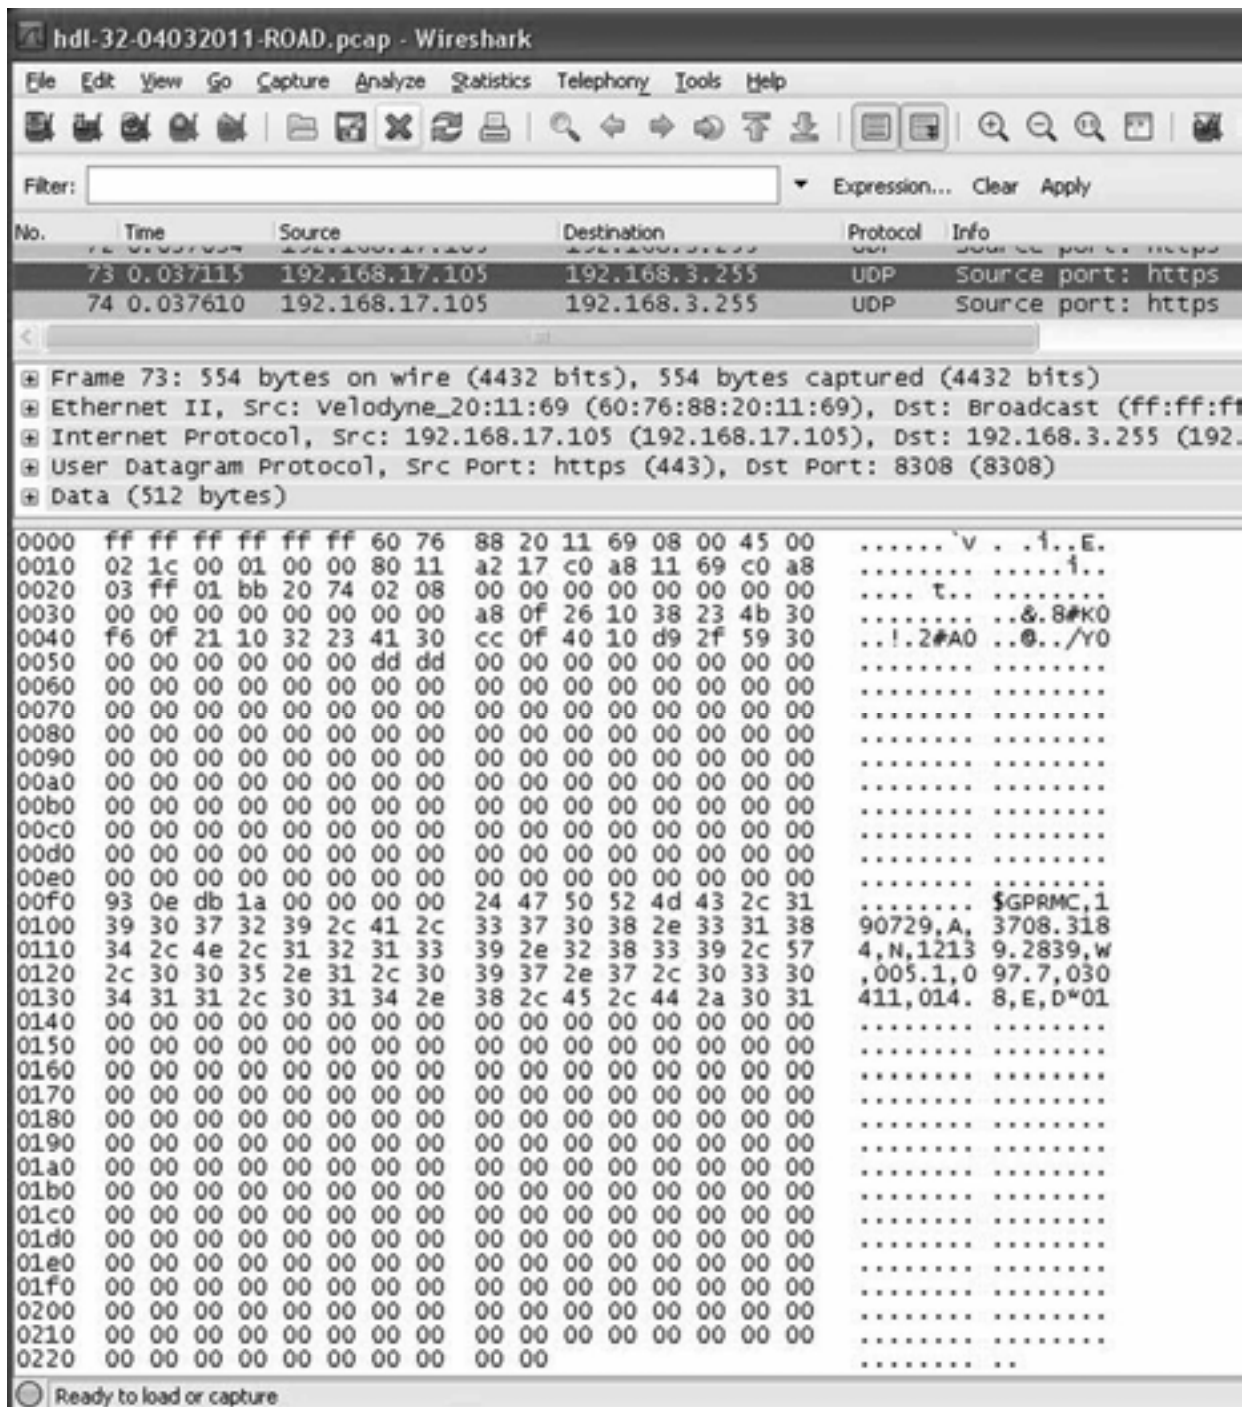 hdl-32-04032011-ROAD.pcap - Wireshark
File Edit View Go Capture Analyze Statistics Telephony Tools Help
Filter: Expression... Clear Apply
No. Time Source Destination Protocol Info
73 0.037115 192.168.17.105 192.168.3.255 UDP Source port: https
74 0.037610 192.168.17.105 192.168.3.255 UDP Source port: https
Frame 73: 554 bytes on wire (4432 bits), 554 bytes captured (4432 bits)
Ethernet II, Src: Velodyne_20:11:69 (60:76:88:20:11:69), Dst: Broadcast (ff:ff:ff
Internet Protocol, Src: 192.168.17.105 (192.168.17.105), Dst: 192.168.3.255 (192.
User Datagram Protocol, Src Port: https (443), Dst Port: 8308 (8308)
Data (512 bytes)
0000 ff ff ff ff ff ff 60 76 88 20 11 69 08 00 45 00 ......`v . .i..E.
0010 02 1c 00 01 00 00 80 11 a2 17 c0 a8 11 69 c0 a8 ........ .....i..
0020 03 ff 01 bb 20 74 02 08 00 00 00 00 00 00 00 00 .... t.. ........
0030 00 00 00 00 00 00 00 00 a8 0f 26 10 38 23 4b 30 ........ ..&.8#K0
0040 f6 0f 21 10 32 23 41 30 cc 0f 40 10 d9 2f 59 30 ..!.2#A0 ..@../Y0
0050 00 00 00 00 00 00 dd dd 00 00 00 00 00 00 00 00 ........ ........
0060 00 00 00 00 00 00 00 00 00 00 00 00 00 00 00 00 ........ ........
0070 00 00 00 00 00 00 00 00 00 00 00 00 00 00 00 00 ........ ........
0080 00 00 00 00 00 00 00 00 00 00 00 00 00 00 00 00 ........ ........
0090 00 00 00 00 00 00 00 00 00 00 00 00 00 00 00 00 ........ ........
00a0 00 00 00 00 00 00 00 00 00 00 00 00 00 00 00 00 ........ ........
00b0 00 00 00 00 00 00 00 00 00 00 00 00 00 00 00 00 ........ ........
00c0 00 00 00 00 00 00 00 00 00 00 00 00 00 00 00 00 ........ ........
00d0 00 00 00 00 00 00 00 00 00 00 00 00 00 00 00 00 ........ ........
00e0 00 00 00 00 00 00 00 00 00 00 00 00 00 00 00 00 ........ ........
00f0 93 0e db 1a 00 00 00 00 24 47 50 52 4d 43 2c 31 ........ $GPRMC,1
0100 39 30 37 32 39 2c 41 2c 33 37 30 38 2e 33 31 38 90729,A, 3708.318
0110 34 2c 4e 2c 31 32 31 33 39 2e 32 38 33 39 2c 57 4,N,1213 9.2839,W
0120 2c 30 30 35 2e 31 2c 30 39 37 2e 37 2c 30 33 30 ,005.1,0 97.7,030
0130 34 31 31 2c 30 31 34 2e 38 2c 45 2c 44 2a 30 31 411,014. 8,E,D*01
0140 00 00 00 00 00 00 00 00 00 00 00 00 00 00 00 00 ........ ........
0150 00 00 00 00 00 00 00 00 00 00 00 00 00 00 00 00 ........ ........
0160 00 00 00 00 00 00 00 00 00 00 00 00 00 00 00 00 ........ ........
0170 00 00 00 00 00 00 00 00 00 00 00 00 00 00 00 00 ........ ........
0180 00 00 00 00 00 00 00 00 00 00 00 00 00 00 00 00 ........ ........
0190 00 00 00 00 00 00 00 00 00 00 00 00 00 00 00 00 ........ ........
01a0 00 00 00 00 00 00 00 00 00 00 00 00 00 00 00 00 ........ ........
01b0 00 00 00 00 00 00 00 00 00 00 00 00 00 00 00 00 ........ ........
01c0 00 00 00 00 00 00 00 00 00 00 00 00 00 00 00 00 ........ ........
01d0 00 00 00 00 00 00 00 00 00 00 00 00 00 00 00 00 ........ ........
01e0 00 00 00 00 00 00 00 00 00 00 00 00 00 00 00 00 ........ ........
01f0 00 00 00 00 00 00 00 00 00 00 00 00 00 00 00 00 ........ ........
0200 00 00 00 00 00 00 00 00 00 00 00 00 00 00 00 00 ........ ........
0210 00 00 00 00 00 00 00 00 00 00 00 00 00 00 00 00 ........ ........
0220 00 00 00 00 00 00 00 00 00 00 ........ ..
Ready to load or capture